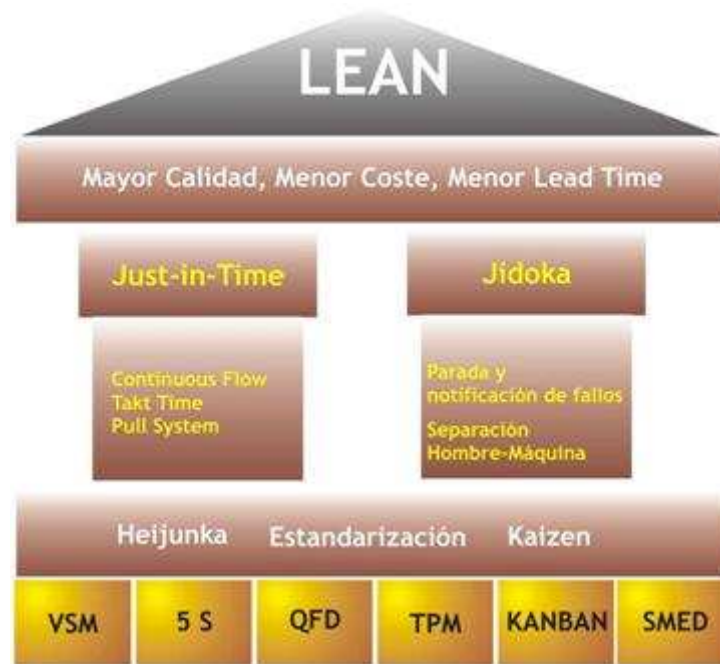 LEAN
Mayor Calidad, Menor Coste, Menor Lead Time
Just-in-Time
Jidoka
Continuous Flow
Takt Time
Pull System
Parada y
notificación de fallos
Separación
Hombre-Máquina
Heijunka Estandarización Kaizen
VSM 5 S QFD TPM KANBAN SMED